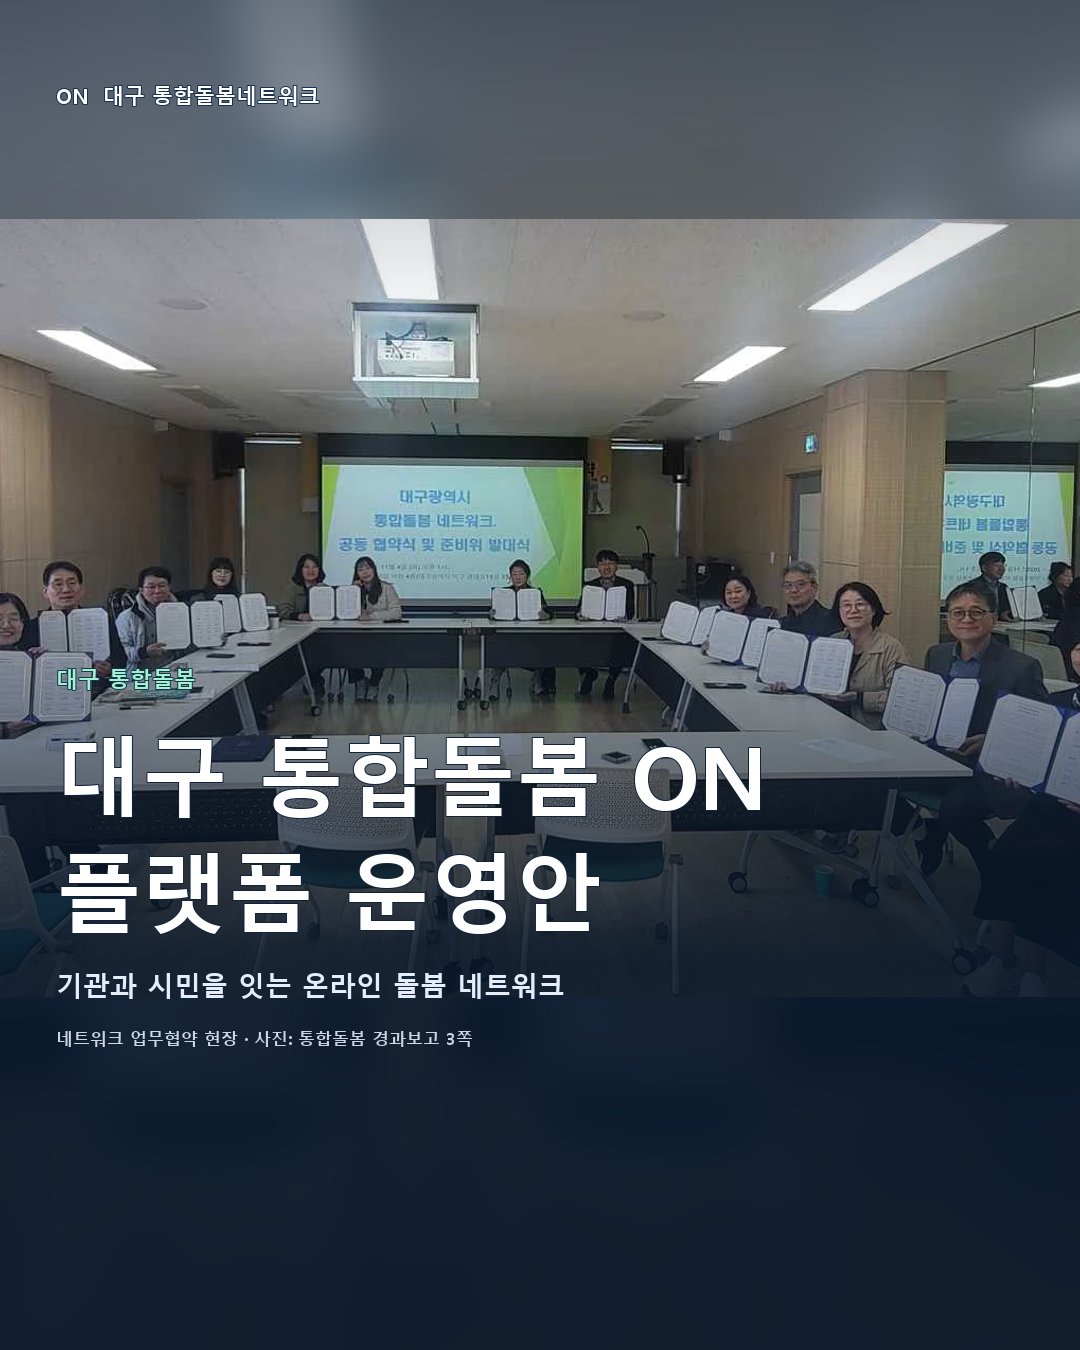 ON 대구 통합돌봄네트워크
대구광역시
통합돌봄 네트워크.
공동 협약식 및 준비위 발대식
대구 통합돌봄
대구 통합돌봄 ON
플랫폼 운영안
기관과 시민을 잇는 온라인 돌봄 네트워크
네트워크 업무협약 현장 · 사진: 통합돌봄 경과보고 3쪽